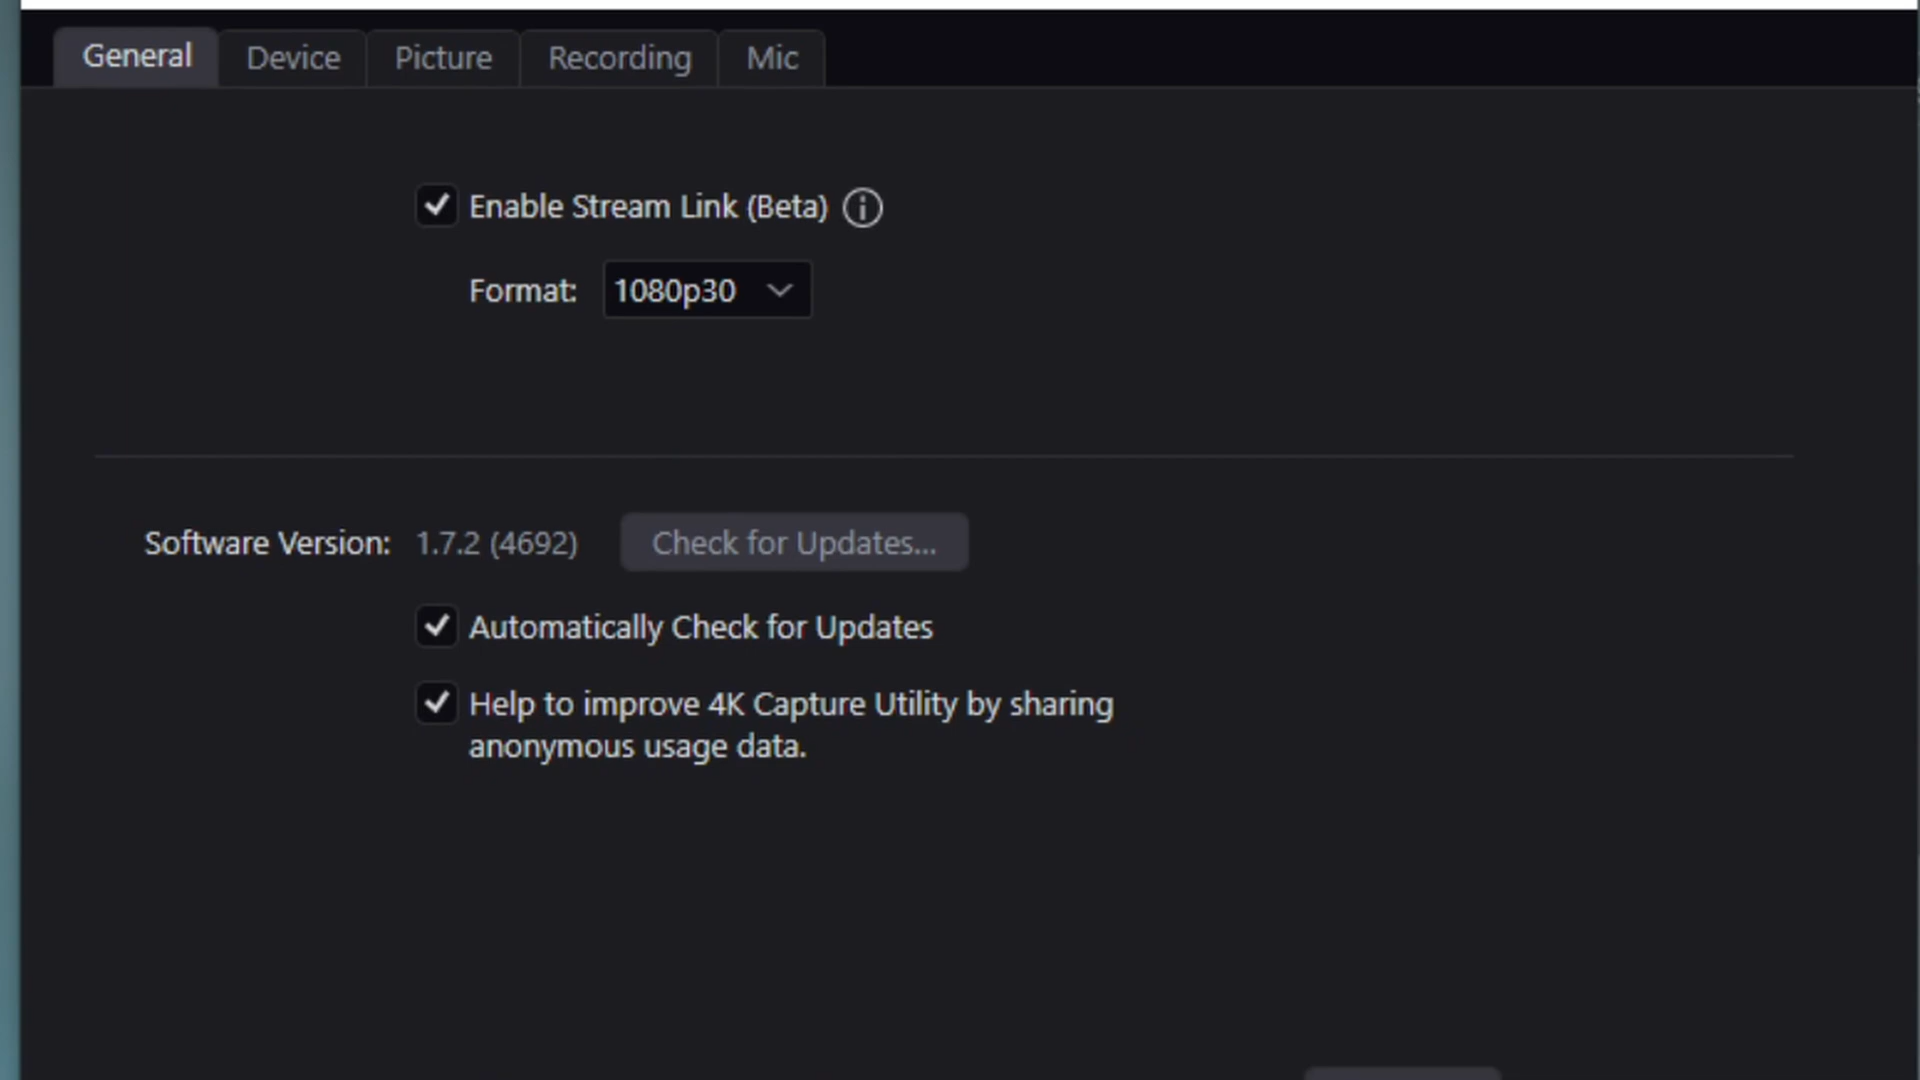 General Device Picture Recording Mic
Enable Stream Link (Beta)
Format: 1080p30
Software Version: 1.7.2 (4692) Check for Updates...
Automatically Check for Updates
Help to improve 4K Capture Utility by sharing
anonymous usage data.